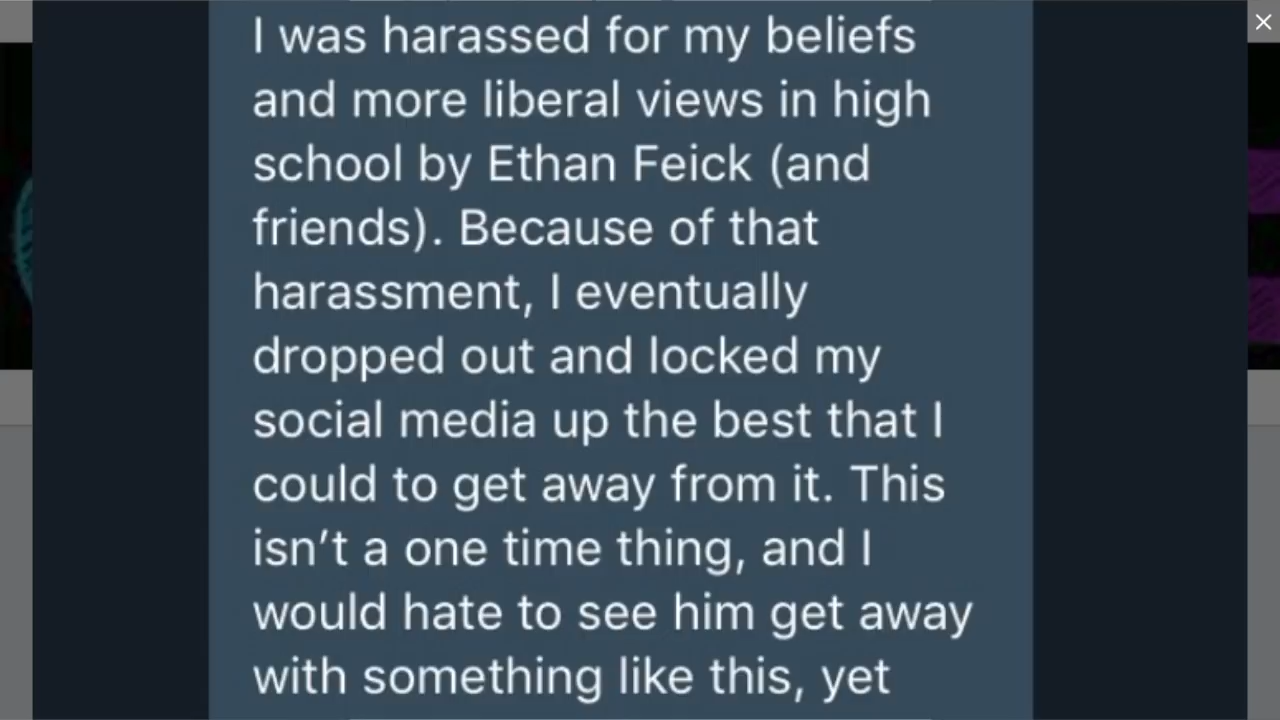 I was harassed for my beliefs
and more liberal views in high
school by Ethan Feick (and
friends). Because of that
harassment, I eventually
dropped out and locked my
social media up the best that I
could to get away from it. This
isn’t a one time thing, and I
would hate to see him get away
with something like this, yet